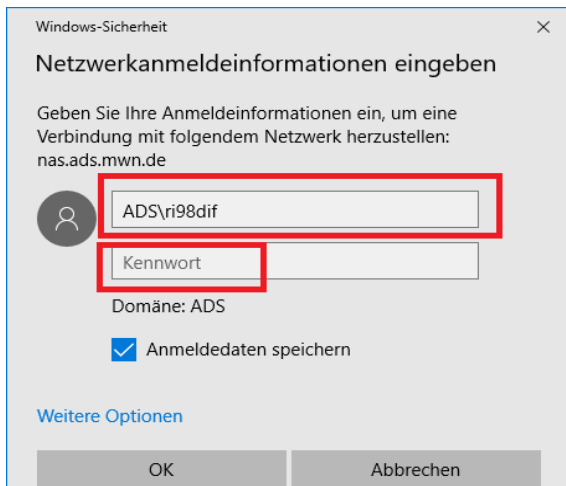 Windows-Sicherheit
Netzwerkanmeldeinformationen eingeben
Geben Sie Ihre Anmeldeinformationen ein, um eine
Verbindung mit folgendem Netzwerk herzustellen:
nas.ads.mwn.de
ADS\ri98dif
Kennwort
Domäne: ADS
Anmeldedaten speichern
Weitere Optionen
OK Abbrechen